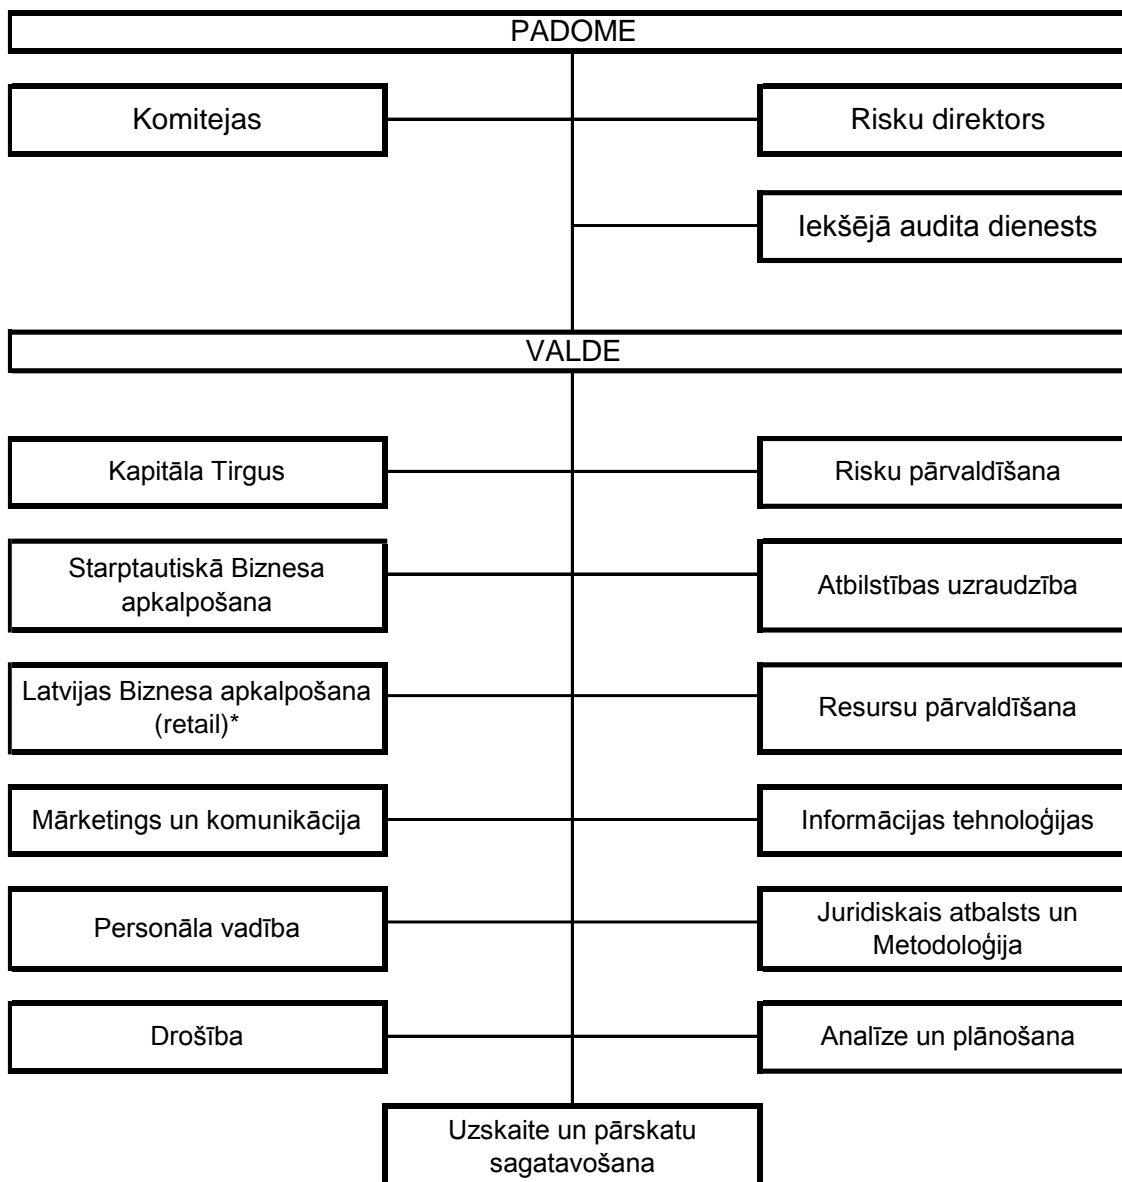 PADOME
Komitejas
Risku direktors
Iekšējā audita dienests
VALDE
Kapitāla Tirgus
Risku pārvaldīšana
Starptautiskā Biznesa
apkalpošana
Atbilstības uzraudzība
Latvijas Biznesa apkalpošana
(retail)*
Resursu pārvaldīšana
Mārketings un komunikācija
Informācijas tehnoloģijas
Personāla vadība
Juridiskais atbalsts un
Metodoloģija
Drošība
Analīze un plānošana
Uzskaite un pārskatu
sagatavošana